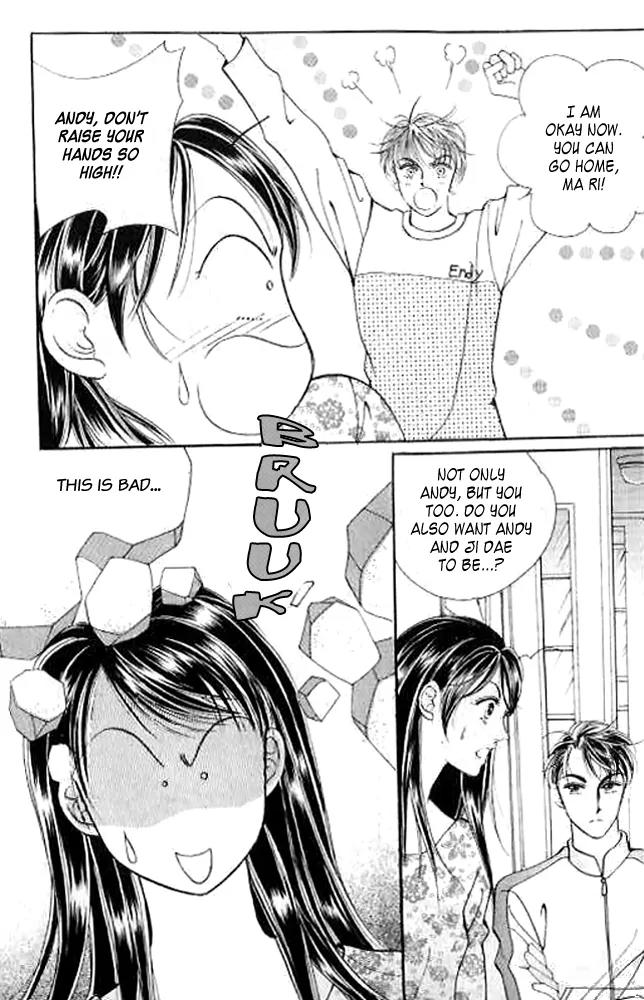 ANDY, DON'T
RAISE YOUR
HANDS SO
HIGH!!
I AM
OKAY NOW.
YOU CAN
GO HOME,
MA RI!
Endy
BRUUK
THIS IS BAD...
NOT ONLY
ANDY, BUT YOU
TOO. DO YOU
ALSO WANT ANDY
AND JI DAE
TO BE...?